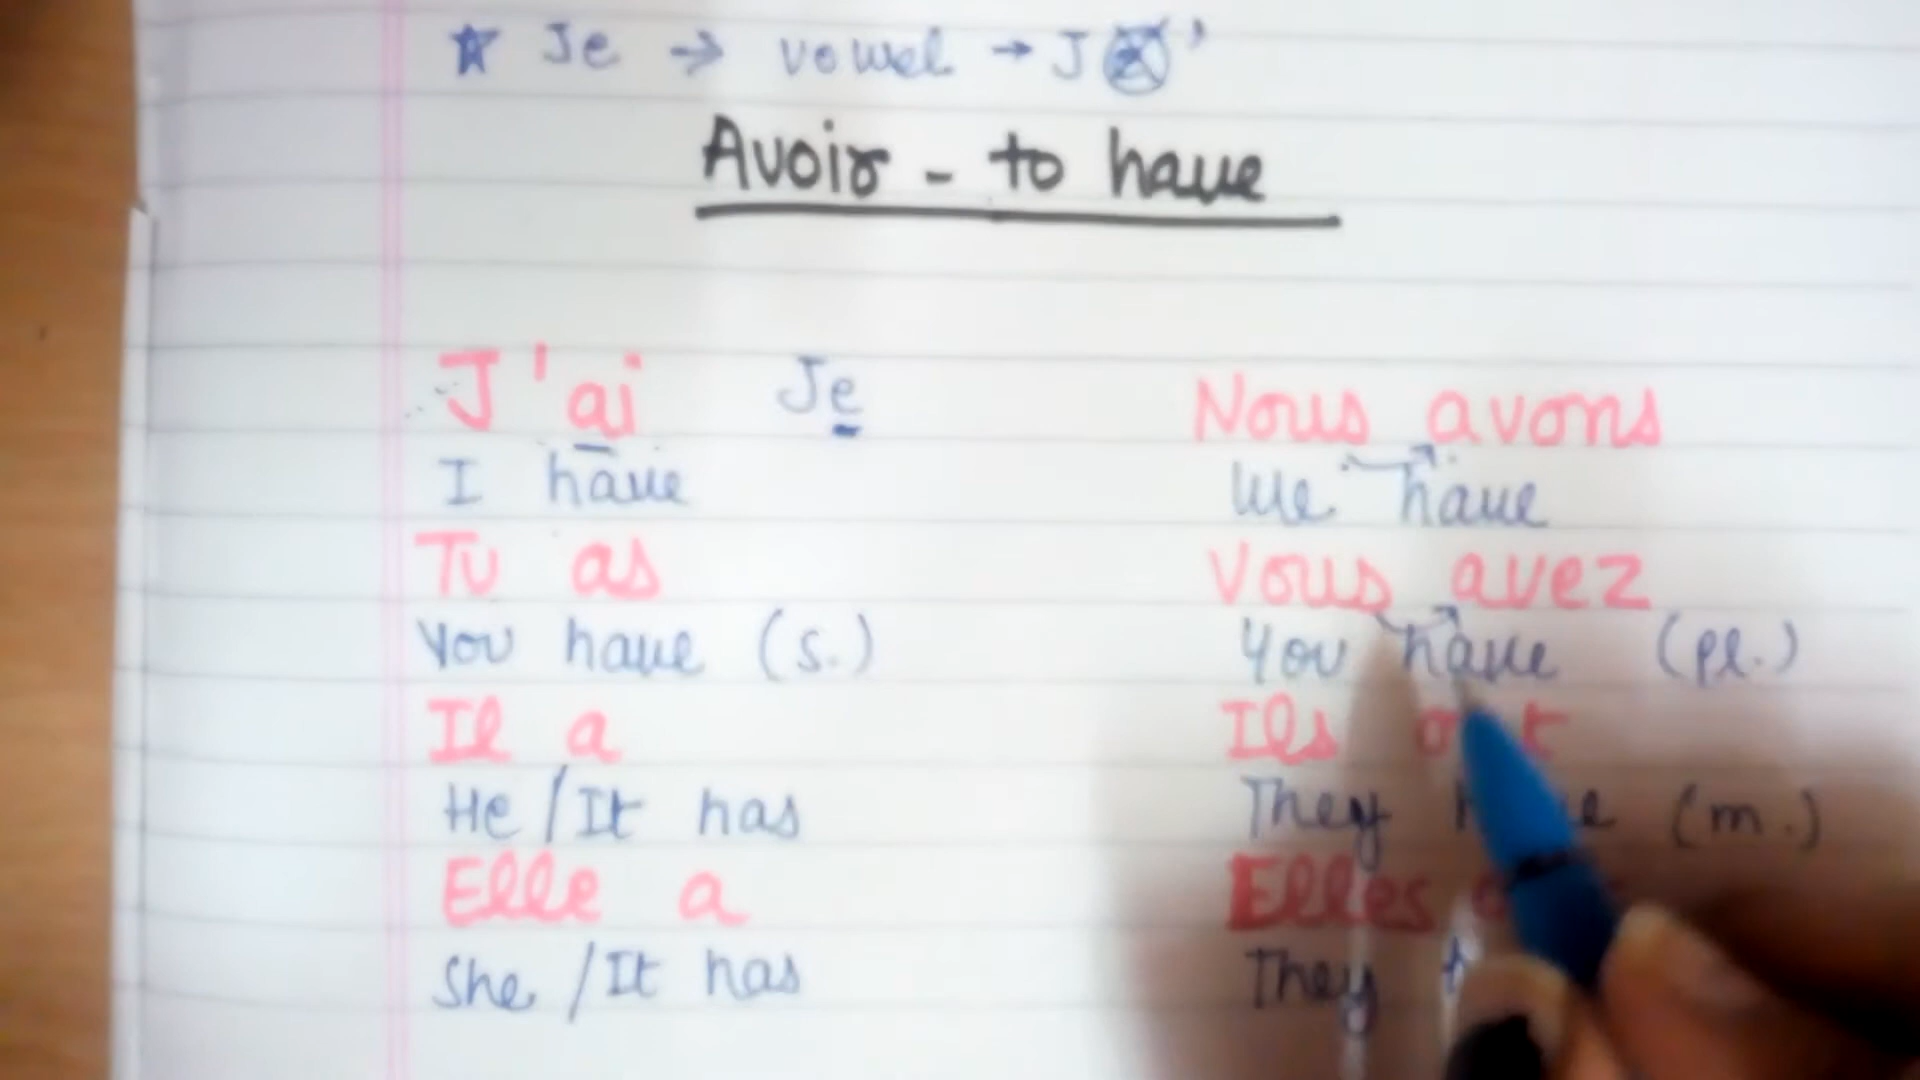 ★ Je → vowel → J '
Avoir - to have
J'ai Je
I have
Tu as
You have (s.)
Il a
He / It has
Elle a
She / It has
Nous avons
We have
Vous avez
You have (pl.)
Ils
They (m.)
Elles
They